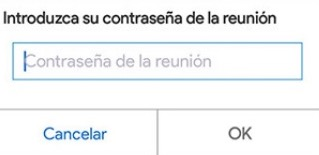 Introduzca su contraseña de la reunión
Contraseña de la reunión
Cancelar
OK